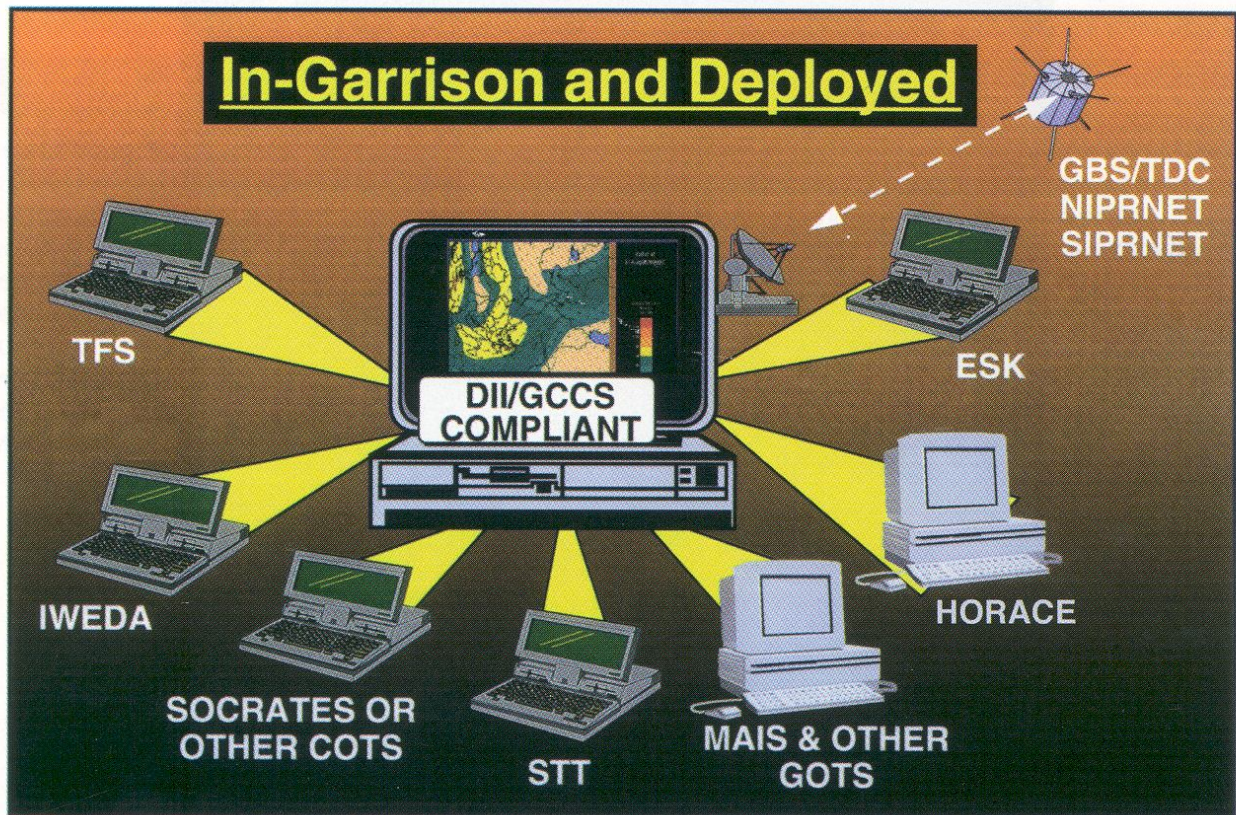 In-Garrison and Deployed
GBS/TDC
NIPRNET
SIPRNET
TFS
ESK
DII/GCCS
COMPLIANT
IWEDA
HORACE
SOCRATES OR
OTHER COTS
STT
MAIS & OTHER
GOTS